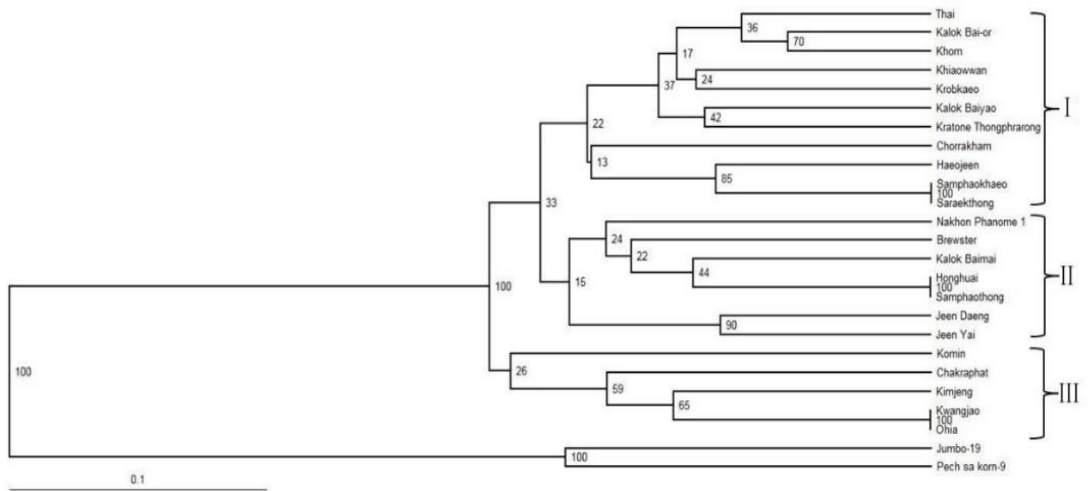 Thai
36
Kalok Bai-or
70
17
Khom
Khiaowwan
37
24
Krobkaeo
I
Kalok Baiyao
42
22
Kratone Thongphrarong
Chorrakham
13
Haeojeen
85
Samphaokhaeo
100
33
Saraekthong
Nakhon Phanome 1
24
Brewster
22
Kalok Baimai
44
II
15
Honghuai
100
100
Samphaothong
Jeen Daeng
90
Jeen Yai
Komin
26
Chakraphat
100
59
Kimjeng
III
65
Kwangjao
100
Ohia
Jumbo-19
100
Pech sa korn-9
0.1